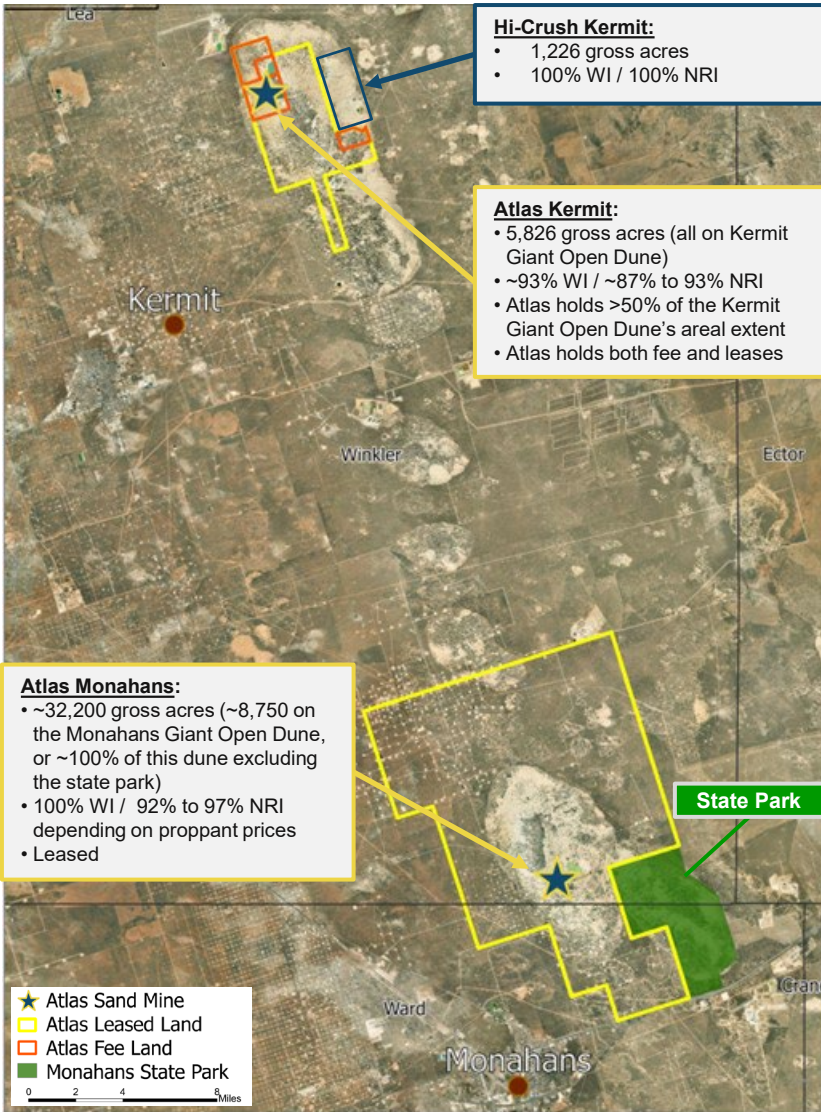 Lea
Hi-Crush Kermit:
• 1,226 gross acres
• 100% WI / 100% NRI
Atlas Kermit:
• 5,826 gross acres (all on Kermit
Giant Open Dune)
• ~93% WI / ~87% to 93% NRI
• Atlas holds >50% of the Kermit
Giant Open Dune's areal extent
• Atlas holds both fee and leases
Kermit
Winkler
Ector
Atlas Monahans:
• ~32,200 gross acres (~8,750 on
the Monahans Giant Open Dune,
or ~100% of this dune excluding
the state park)
• 100% WI / 92% to 97% NRI
depending on proppant prices
• Leased
State Park
Atlas Sand Mine
Atlas Leased Land
Atlas Fee Land
Monahans State Park
0 2 4 8
Miles
Ward
Cran
Monahans